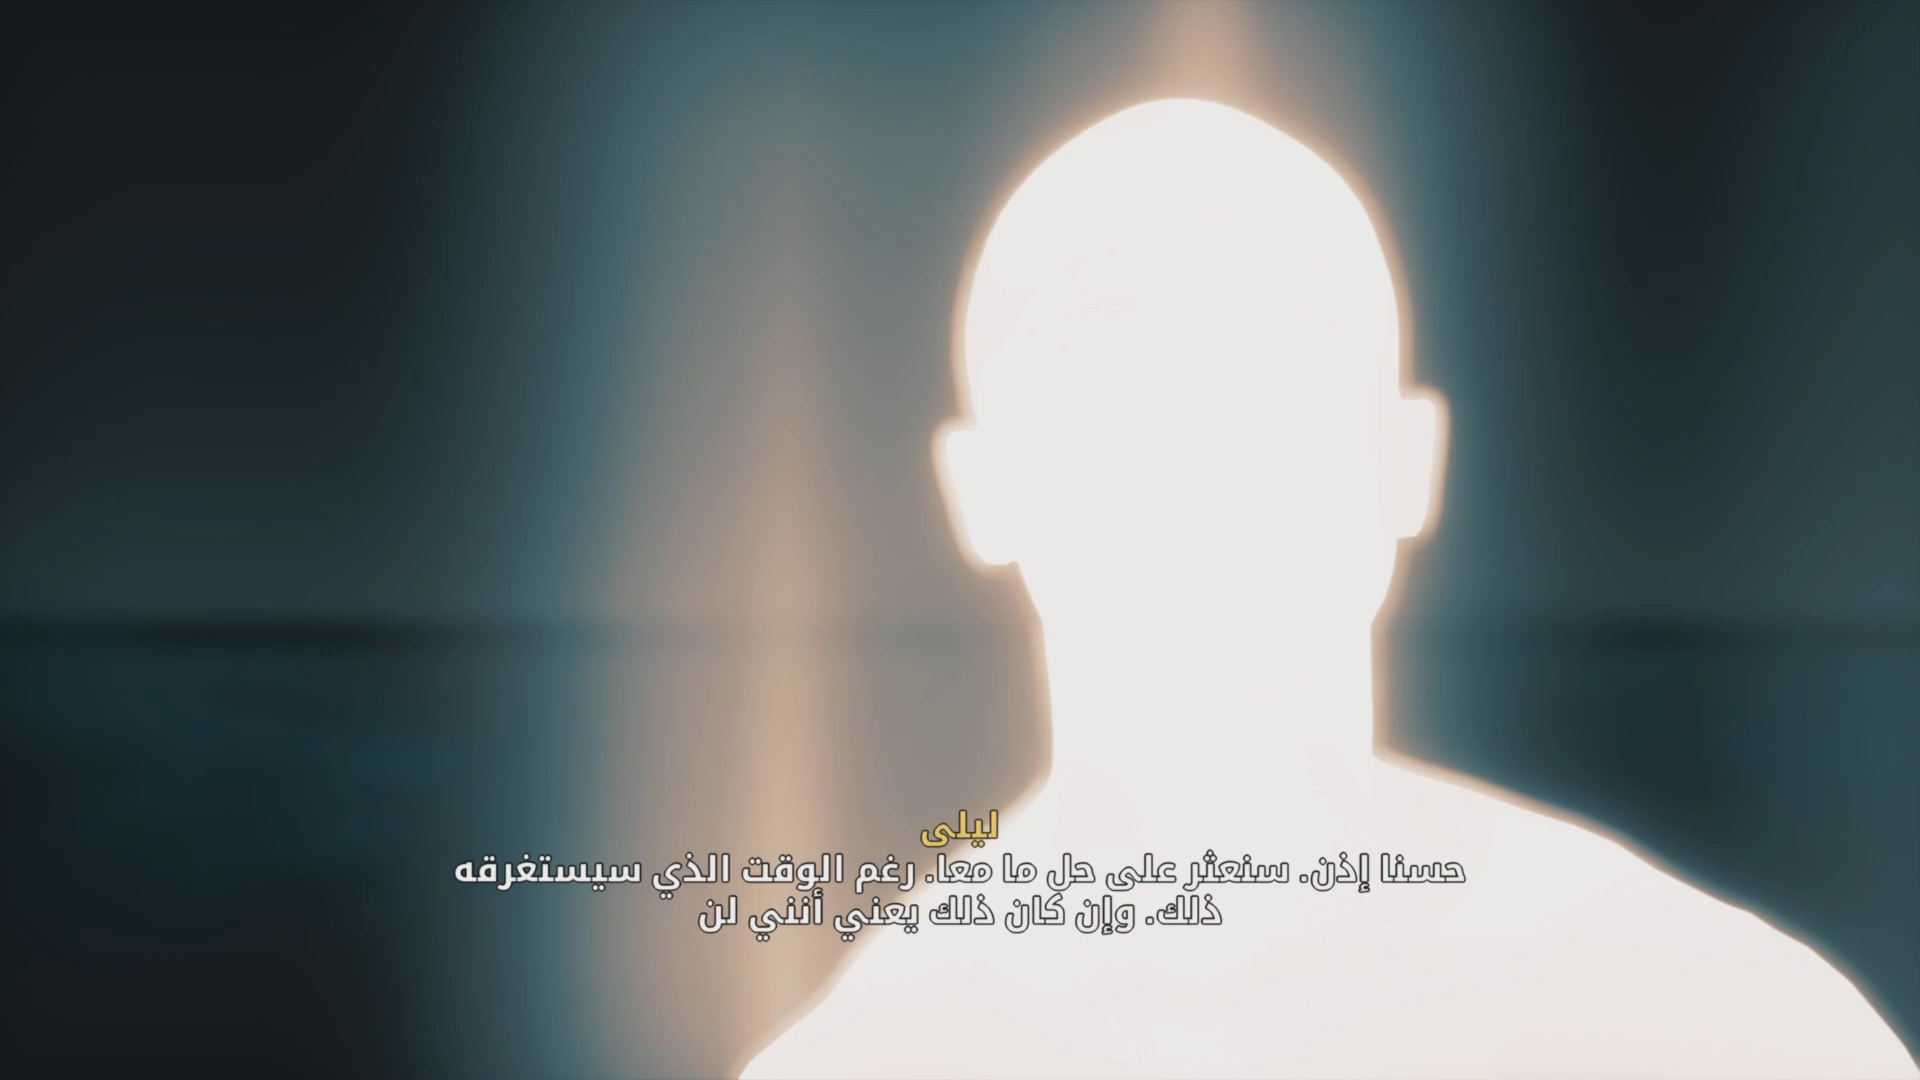 ليلى
حسنا إذن. سنعثر على حل ما معا. رغم الوقت الذي سيستغرقه
ذلك. وإن كان ذلك يعني أنني لن